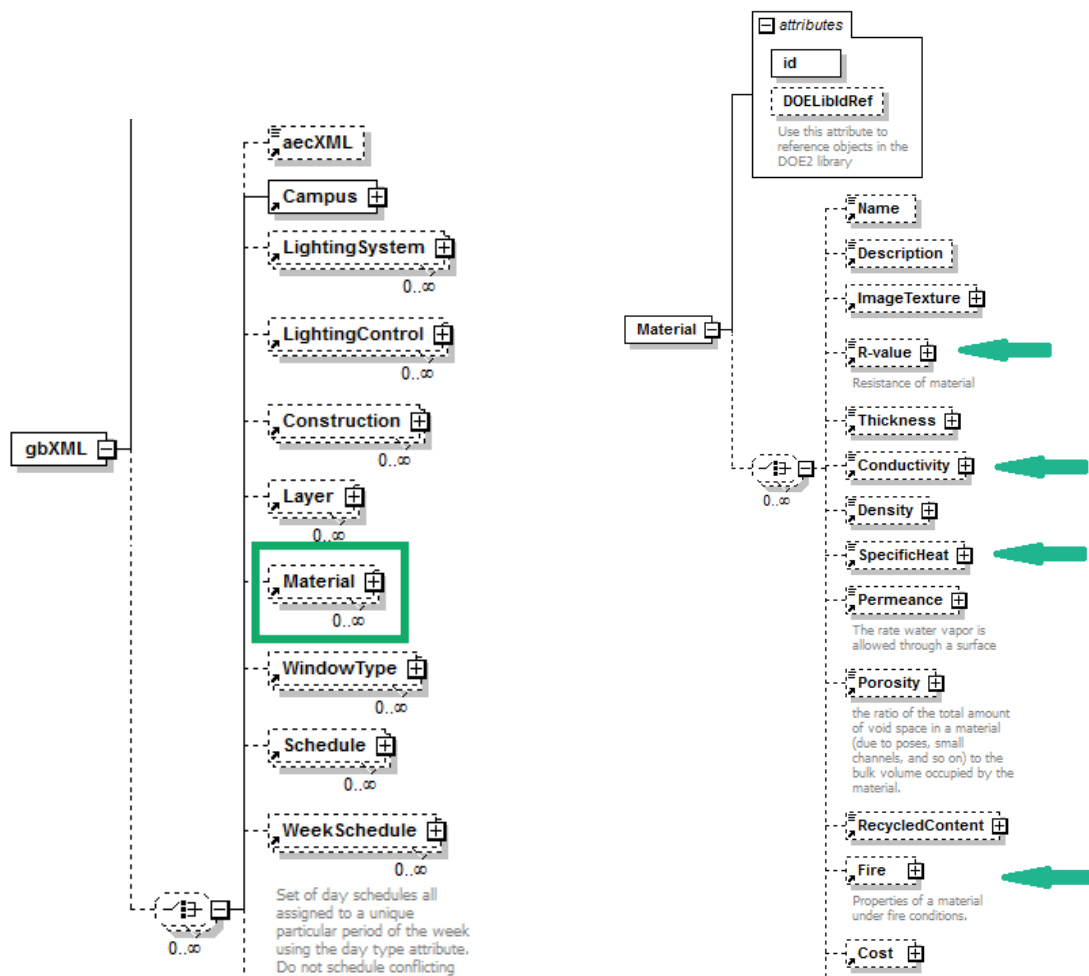 aecXML
Campus
LightingSystem
0..∞
LightingControl
0..∞
Construction
0..∞
gbXML
Layer
0..∞
Material
0..∞
WindowType
0..∞
Schedule
0..∞
WeekSchedule
0..∞
Set of day schedules all
assigned to a unique
particular period of the week
using the day type attribute.
Do not schedule conflicting
0..∞
attributes
id
DOELibIdRef
Use this attribute to
reference objects in the
DOE2 library
Name
Description
ImageTexture
Material
R-value
Resistance of material
Thickness
Conductivity
0..∞
Density
SpecificHeat
Permeance
The rate water vapor is
allowed through a surface
Porosity
the ratio of the total amount
of void space in a material
(due to poses, small
channels, and so on) to the
bulk volume occupied by the
material.
RecycledContent
Fire
Properties of a material
under fire conditions.
Cost